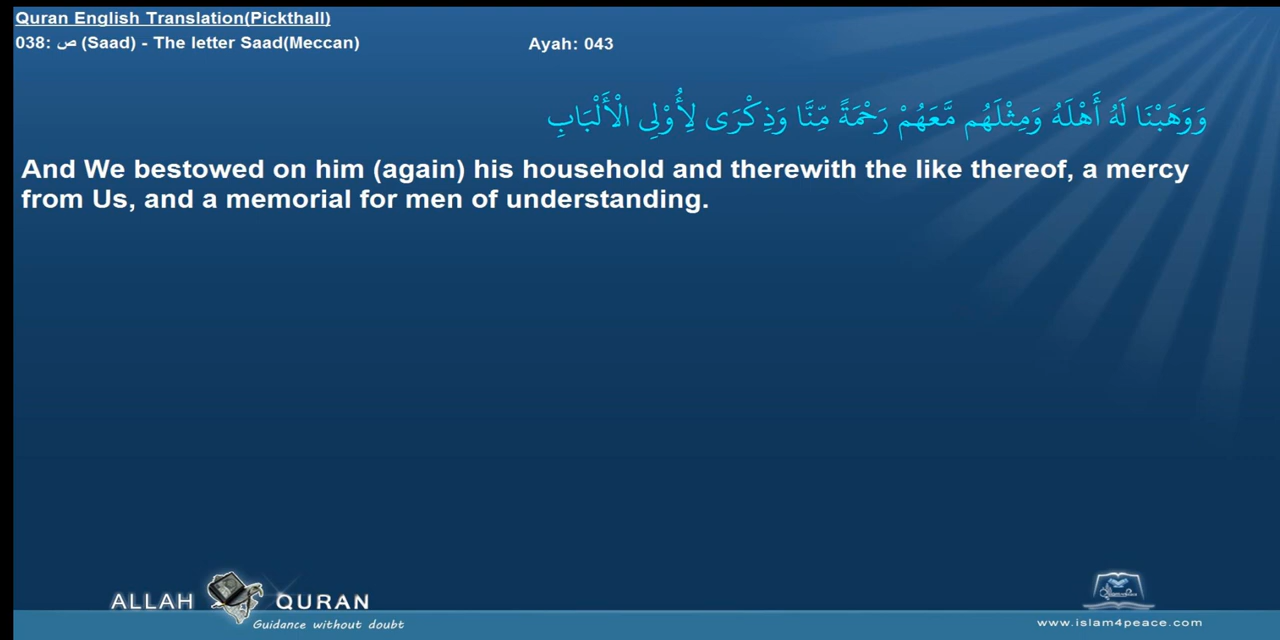 Quran English Translation(Pickthall)
038: ص (Saad) - The letter Saad(Meccan)
Ayah: 043
وَوَهَبْنَا لَهُ أَهْلَهُ وَمِثْلَهُم مَّعَهُمْ رَحْمَةً مِّنَّا وَذِكْرَى لِأُوْلِي الْأَلْبَابِ
And We bestowed on him (again) his household and therewith the like thereof, a mercy
from Us, and a memorial for men of understanding.
ALLAH QURAN
Guidance without doubt
www.islam4peace.com